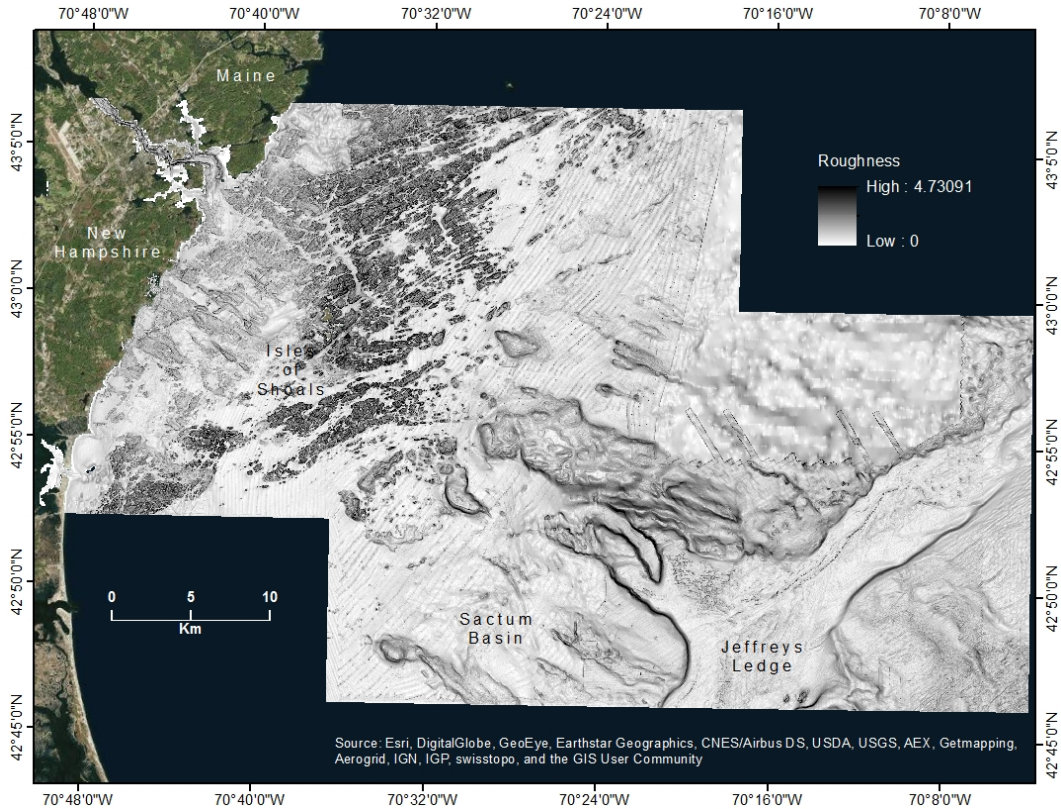 70°48'0"W 70°40'0"W 70°32'0"W 70°24'0"W 70°16'0"W 70°8'0"W
Maine
43°5'0"N
43°5'0"N
Roughness
High : 4.73091
Low : 0
New
Hampshire
43°0'0"N
43°0'0"N
Isles
of
Shoals
42°55'0"N
42°55'0"N
0 5 10
Km
42°50'0"N
42°50'0"N
Sactum
Basin
Jeffreys
Ledge
42°45'0"N
42°45'0"N
Source: Esri, DigitalGlobe, GeoEye, Earthstar Geographics, CNES/Airbus DS, USDA, USGS, AEX, Getmapping,
Aerogrid, IGN, IGP, swisstopo, and the GIS User Community
70°48'0"W 70°40'0"W 70°32'0"W 70°24'0"W 70°16'0"W 70°8'0"W